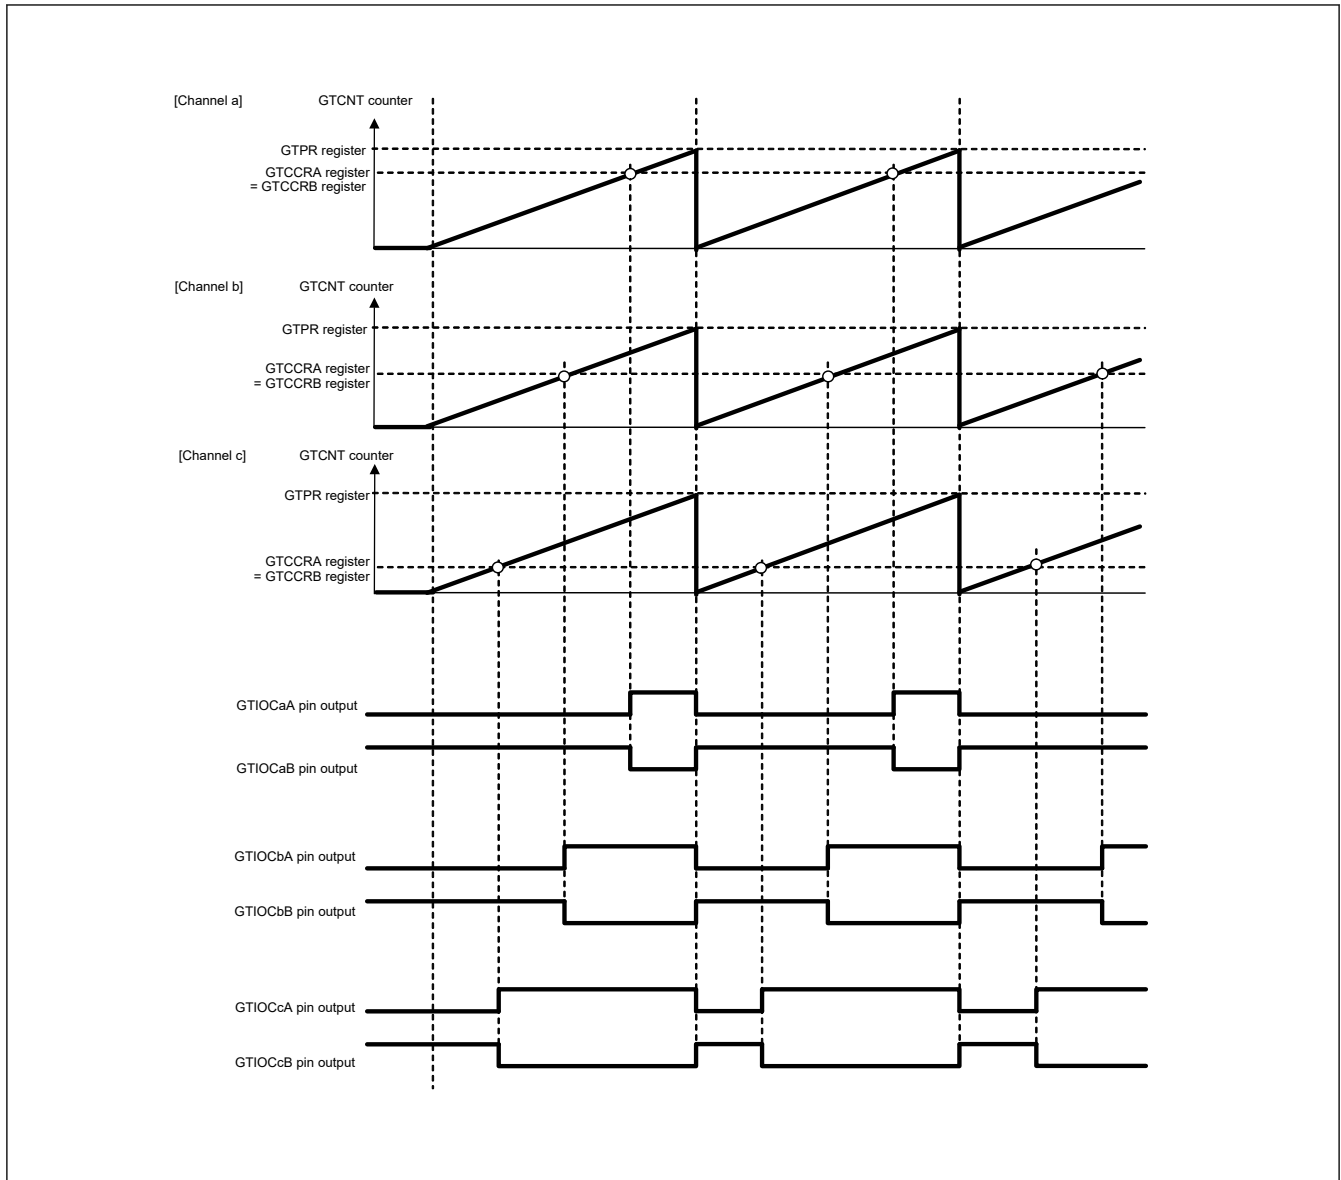 [Channel a] GTCNT counter
GTPR register
GTCCRA register
= GTCCRB register
[Channel b] GTCNT counter
GTPR register
GTCCRA register
= GTCCRB register
[Channel c] GTCNT counter
GTPR register
GTCCRA register
= GTCCRB register
GTIOCaA pin output
GTIOCaB pin output
GTIOCbA pin output
GTIOCbB pin output
GTIOCcA pin output
GTIOCcB pin output